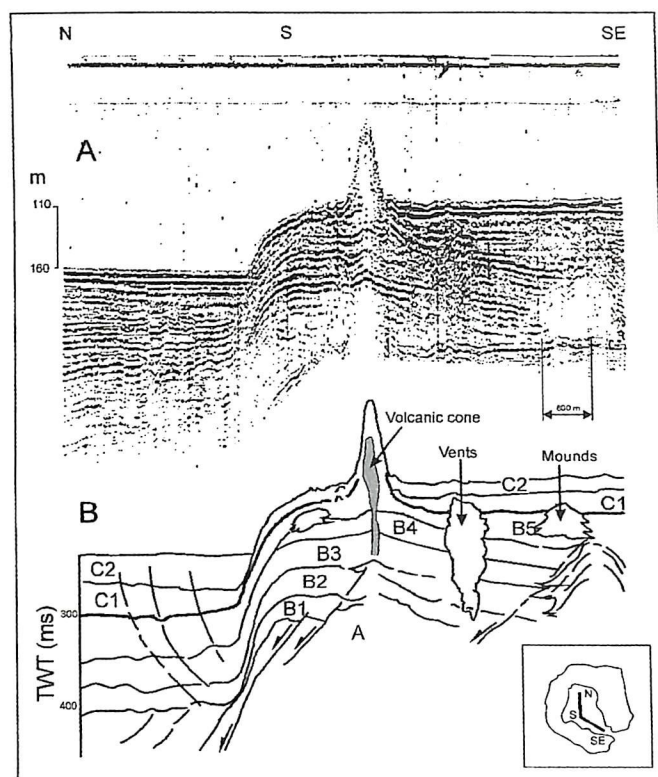 N S SE
A
m
110
160
600 m
Volcanic cone
Vents
Mounds
B
C2
C1
B4
B5
C2
B3
C1
B2
300
B1
A
TWT (ms)
400
N
S
SE